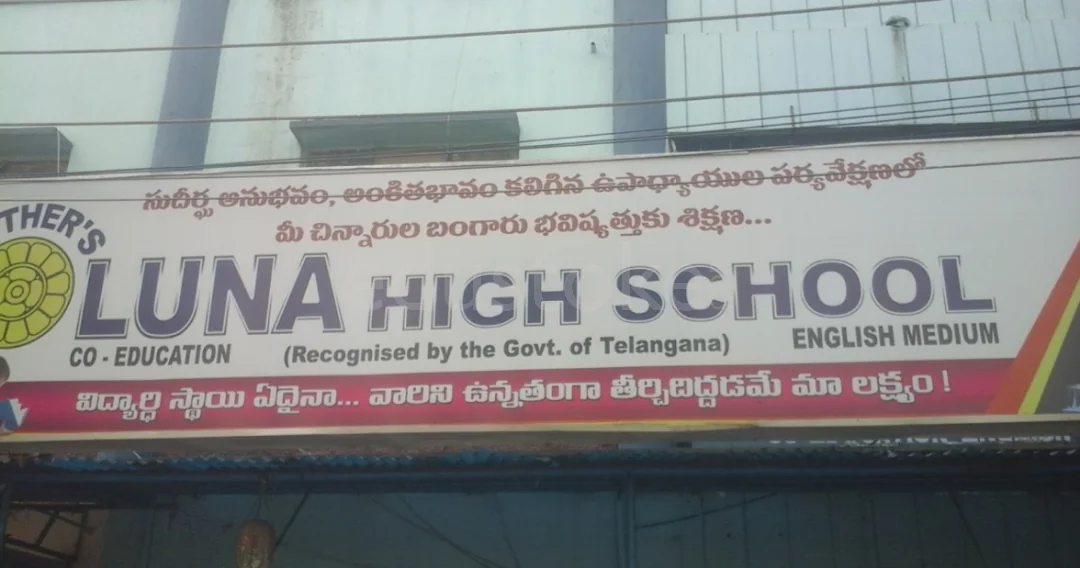 సుదీర్ఘ అనుభవం, అంకితభావం కలిగిన ఉపాధ్యాయుల పర్యవేక్షణలో
మీ చిన్నారుల బంగారు భవిష్యత్తుకు శిక్షణ...
THER'S
LUNA HIGH SCHOOL
CO - EDUCATION (Recognised by the Govt. of Telangana) ENGLISH MEDIUM
విద్యార్ధి స్థాయి ఏదైనా... వారిని ఉన్నతంగా తీర్చిదిద్దడమే మా లక్ష్యం !